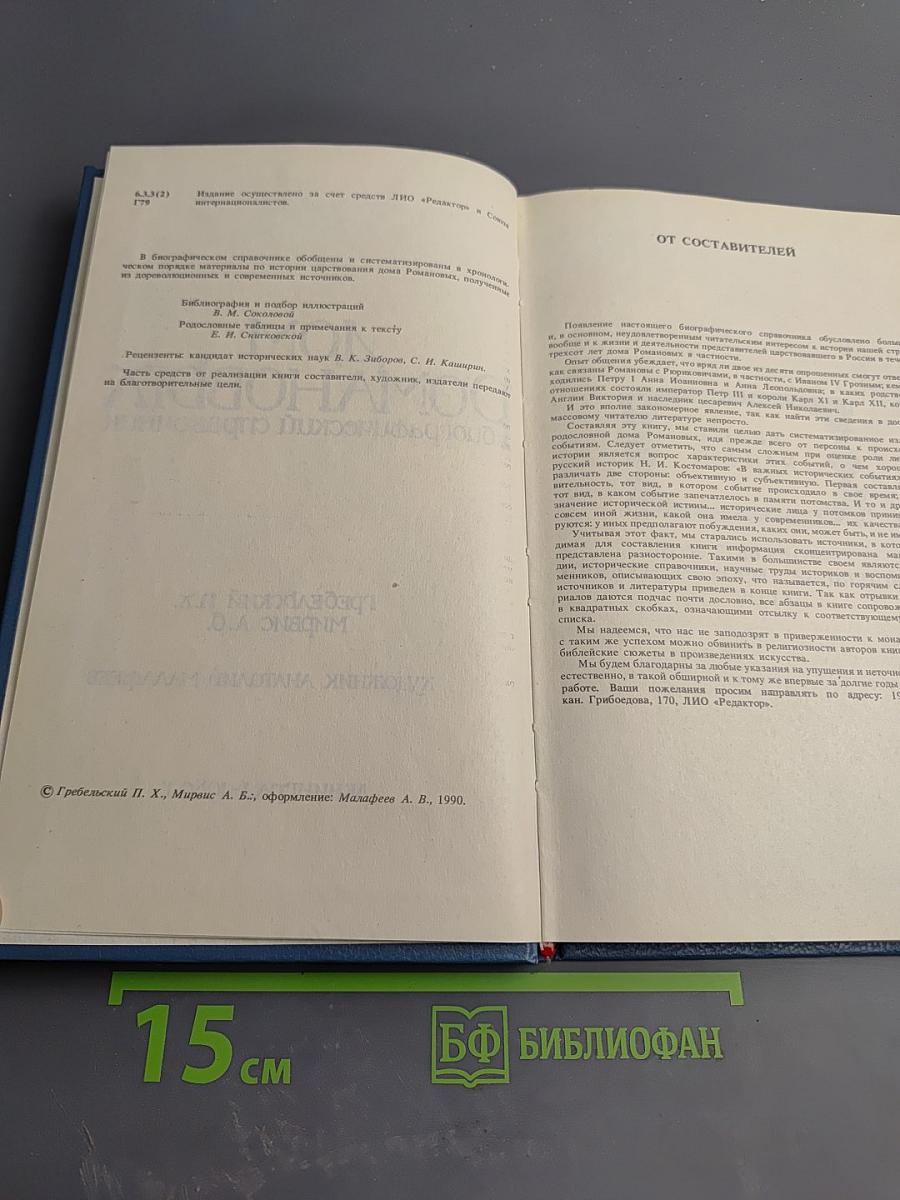 6.3.3(2) Издание осуществлено за счет средств ЛИО «Редактор» и Союза
Г79 интернационалистов.
В биографическом справочнике обобщены и систематизированы в хронологи-
ческом порядке материалы по истории царствования дома Романовых, полученные
из дореволюционных и современных источников.
Библиография и подбор иллюстраций
В. М. Соколовой
Родословные таблицы и примечания к тексту
Е. И. Снитковской
Рецензенты: кандидат исторических наук В. К. Зиборов, С. И. Каширин.
Часть средств от реализации книги составители, художник, издатели передают
на благотворительные цели.
© Гребельский П. Х., Мирвис А. Б.:, оформление: Малафеев А. В., 1990.
ОТ СОСТАВИТЕЛЕЙ
Появление настоящего биографического справочника обусловлено больш
и, в основном, неудовлетворенным читательским интересом к истории нашей стр
вообще и к жизни и деятельности представителей царствовавшего в России в теч
трехсот лет дома Романовых в частности.
Опыт общения убеждает, что вряд ли двое из десяти опрошенных смогут отве
как связаны Романовы с Рюриковичами, в частности, с Иваном IV Грозным; кем
ходились Петру I Анна Иоанновна и Анна Леопольдовна; в каких родстве
отношениях состояли император Петр III и короли Карл XI и Карл XII, кор
Англии Виктория и наследник цесаревич Алексей Николаевич.
И это вполне закономерное явление, так как найти эти сведения в дос
массовому читателю литературе непросто.
Составляя эту книгу, мы ставили целью дать систематизированное из
родословной дома Романовых, идя прежде всего от персоны к происх
событиям. Следует отметить, что самым сложным при оценке роли ли
истории является вопрос характеристики этих событий, о чем хорош
русский историк Н. И. Костомаров: «В важных исторических событиях
различать две стороны: объективную и субъективную. Первая составл
вительность, тот вид, в котором событие происходило в свое время;
тот вид, в каком событие запечатлелось в памяти потомства. И то и др
значение исторической истины... исторические лица у потомков прини
совсем иной жизни, какой она имела у современников... их качества
руются: у иных предполагают побуждения, каких они, может быть, и не им
Учитывая этот факт, мы старались использовать источники, в кото
димая для составления книги информация сконцентрирована мак
представлена разносторонне. Такими в большинстве своем являютс
дии, исторические справочники, научные труды историков и воспоми
менников, описывающих свою эпоху, что называется, по горячим сл
источников и литературы приведен в конце книги. Так как отрывки
риалов даются подчас почти дословно, все абзацы в книге сопровож
в квадратных скобках, означающими отсылку к соответствующему
списка.
Мы надеемся, что нас не заподозрят в приверженности к мона
с таким же успехом можно обвинить в религиозности авторов книг
библейские сюжеты в произведениях искусства.
Мы будем благодарны за любые указания на упущения и неточно
естественно, в такой обширной и к тому же впервые за долгие годы
работе. Ваши пожелания просим направлять по адресу: 19
кан. Грибоедова, 170, ЛИО «Редактор».
15 см
БФ БИБЛИОФАН